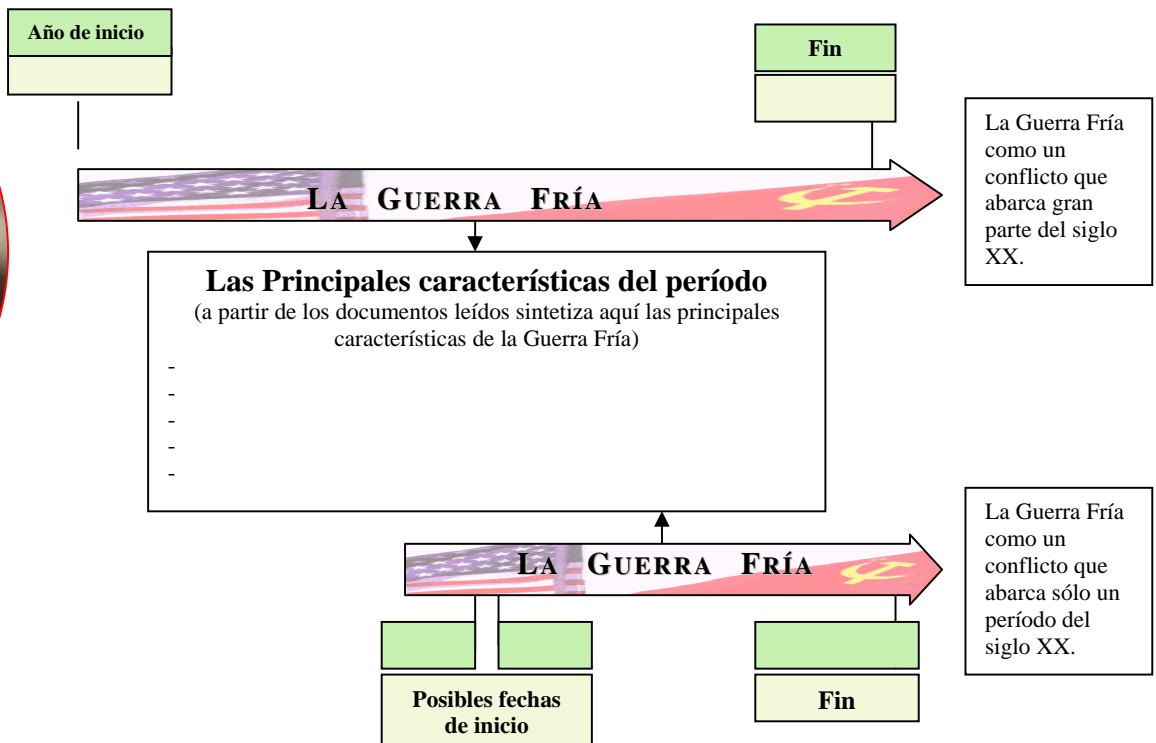 Año de inicio
Fin
La Guerra Fría
como un
conflicto que
abarca gran
parte del siglo
XX.
LA GUERRA FRÍA
Las Principales características del período
(a partir de los documentos leídos sintetiza aquí las principales
características de la Guerra Fría)
-
-
-
-
-
La Guerra Fría
como un
conflicto que
abarca sólo un
período del
siglo XX.
LA GUERRA FRÍA
Posibles fechas
de inicio
Fin